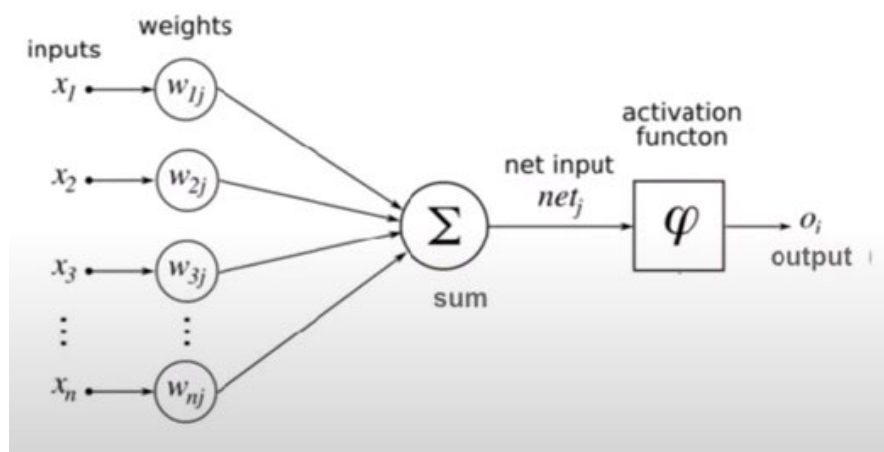 weights
inputs
x₁
w₁ⱼ
activation
functon
x₂
w₂ⱼ
net input
netⱼ
Σ
φ
oᵢ
output
x₃
w₃ⱼ
sum
⋮
⋮
xₙ
wₙⱼ